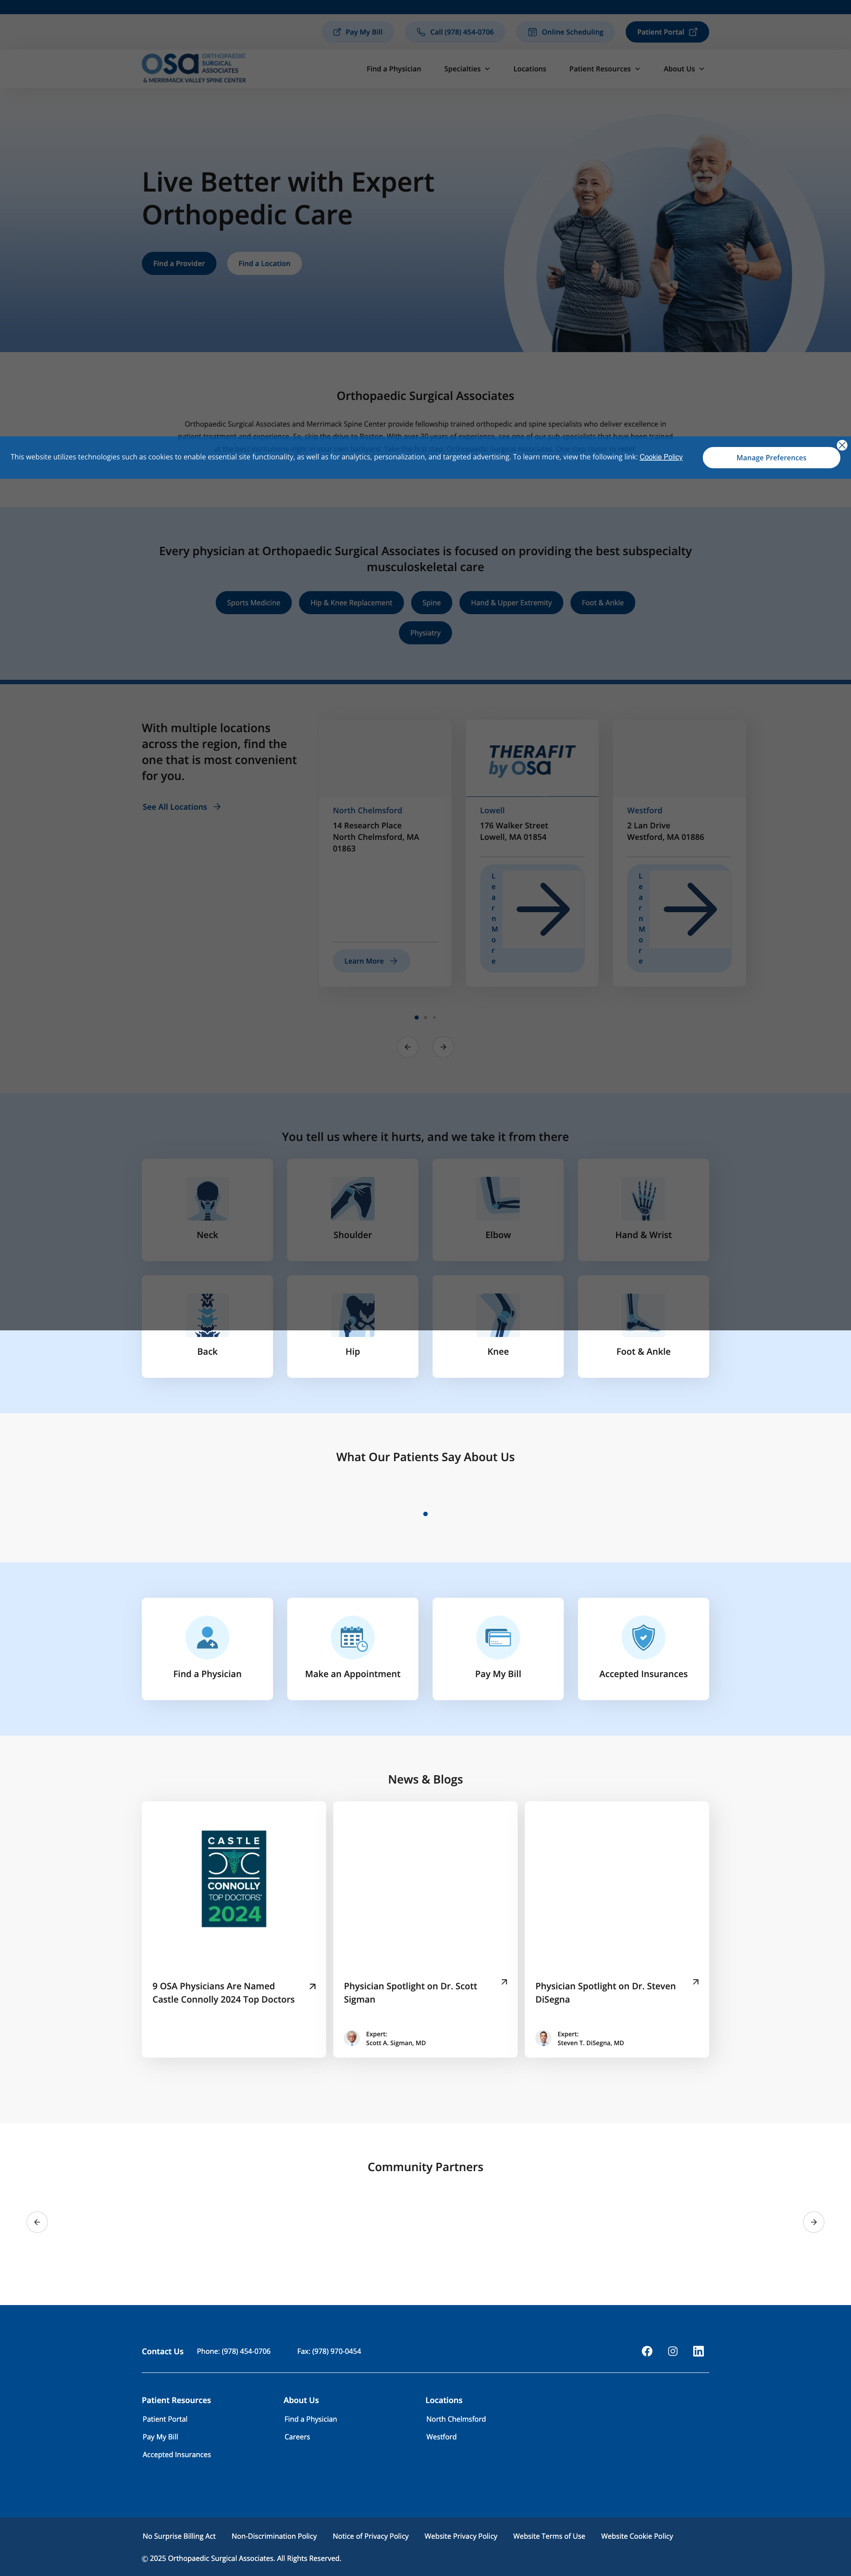 Pay My Bill
Call (978) 454-0706
Online Scheduling
Patient Portal
osa ORTHOPAEDIC
SURGICAL
ASSOCIATES
& MERRIMACK VALLEY SPINE CENTER
Find a Physician
Specialties
Locations
Patient Resources
About Us
Live Better with Expert
Orthopedic Care
Find a Provider
Find a Location
Orthopaedic Surgical Associates
Orthopaedic Surgical Associates and Merrimack Spine Center provide fellowship trained orthopedic and spine specialists who deliver excellence in
patient treatment and experience. So, skip the drive to Boston. With over 30 years of experience, see one of our sub-specialists that have been trained
This website utilizes technologies such as cookies to enable essential site functionality, as well as for analytics, personalization, and targeted advertising. To learn more, view the following link: Cookie Policy
Manage Preferences
Every physician at Orthopaedic Surgical Associates is focused on providing the best subspecialty
musculoskeletal care
Sports Medicine
Hip & Knee Replacement
Spine
Hand & Upper Extremity
Foot & Ankle
Physiatry
With multiple locations
across the region, find the
one that is most convenient
for you.
See All Locations
North Chelmsford
14 Research Place
North Chelmsford, MA
01863
Learn More
THERAFIT
by osa
Lowell
176 Walker Street
Lowell, MA 01854
L
e
a
r
n
M
o
r
e
Westford
2 Lan Drive
Westford, MA 01886
L
e
a
r
n
M
o
r
e
You tell us where it hurts, and we take it from there
Neck
Shoulder
Elbow
Hand & Wrist
Back
Hip
Knee
Foot & Ankle
What Our Patients Say About Us
Find a Physician
Make an Appointment
Pay My Bill
Accepted Insurances
News & Blogs
CASTLE
CONNOLLY
TOP DOCTORS
2024
9 OSA Physicians Are Named
Castle Connolly 2024 Top Doctors
Physician Spotlight on Dr. Scott
Sigman
Expert:
Scott A. Sigman, MD
Physician Spotlight on Dr. Steven
DiSegna
Expert:
Steven T. DiSegna, MD
Community Partners
Contact Us
Phone: (978) 454-0706
Fax: (978) 970-0454
Patient Resources
Patient Portal
Pay My Bill
Accepted Insurances
About Us
Find a Physician
Careers
Locations
North Chelmsford
Westford
No Surprise Billing Act
Non-Discrimination Policy
Notice of Privacy Policy
Website Privacy Policy
Website Terms of Use
Website Cookie Policy
© 2025 Orthopaedic Surgical Associates. All Rights Reserved.